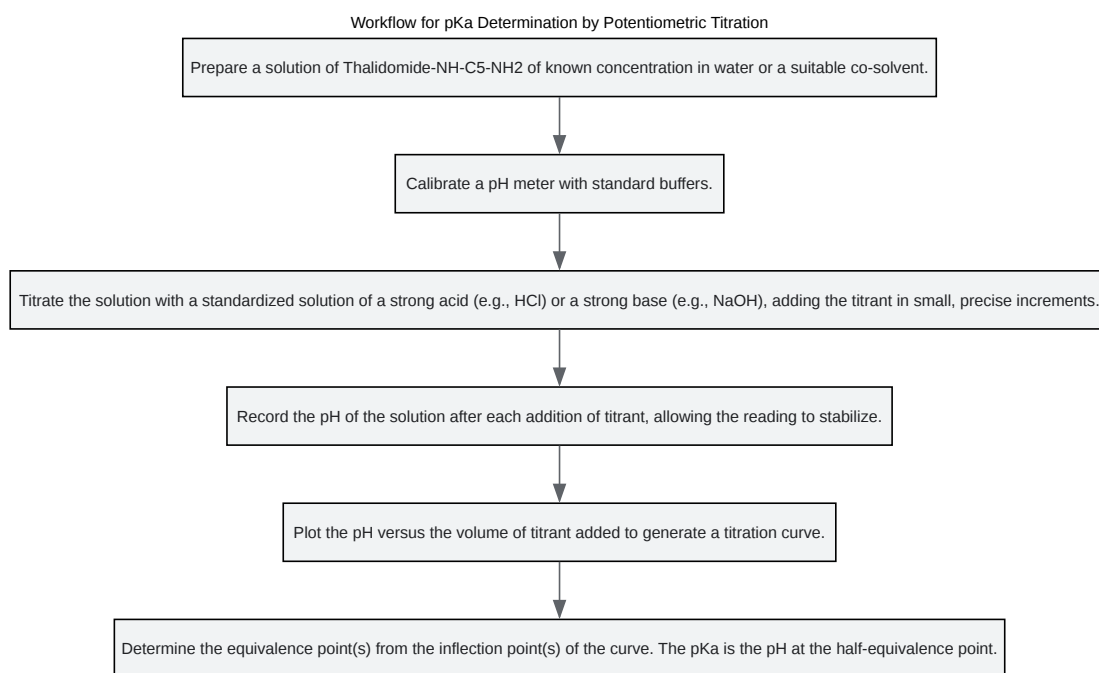 Workflow for pKa Determination by Potentiometric Titration
Prepare a solution of Thalidomide-NH-C5-NH2 of known concentration in water or a suitable co-solvent.
Calibrate a pH meter with standard buffers.
Titrate the solution with a standardized solution of a strong acid (e.g., HCl) or a strong base (e.g., NaOH), adding the titrant in small, precise increments.
Record the pH of the solution after each addition of titrant, allowing the reading to stabilize.
Plot the pH versus the volume of titrant added to generate a titration curve.
Determine the equivalence point(s) from the inflection point(s) of the curve. The pKa is the pH at the half-equivalence point.